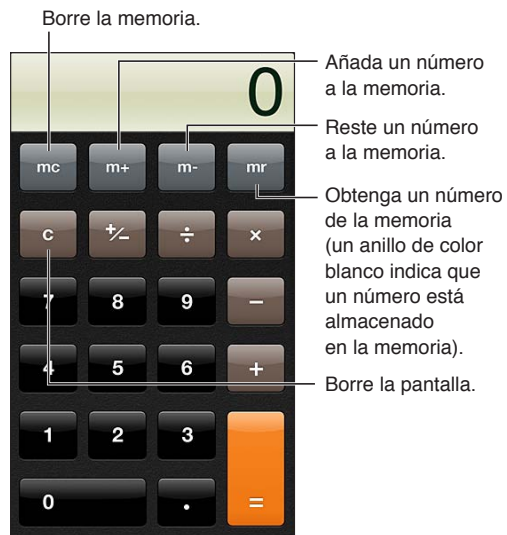 Borre la memoria.
0
Añada un número
a la memoria.
Reste un número
a la memoria.
mc m+ m- mr
Obtenga un número
de la memoria
(un anillo de color
blanco indica que
un número está
almacenado
en la memoria).
c +/− ÷ ×
7 8 9 −
4 5 6 +
Borre la pantalla.
1 2 3
0 . =